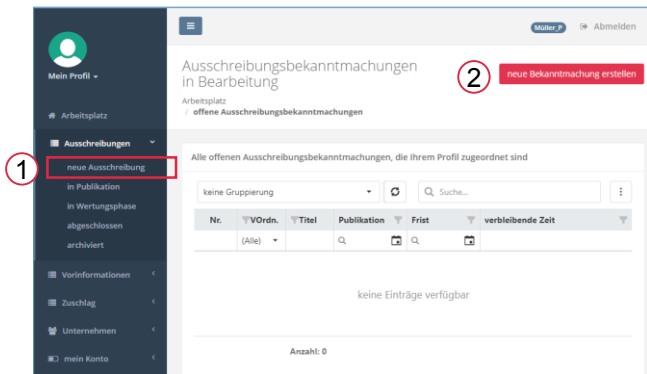 Müller_P
Abmelden
Mein Profil
Ausschreibungsbekanntmachungen
in Bearbeitung
2
neue Bekanntmachung erstellen
Arbeitsplatz
Arbeitsplatz
/ offene Ausschreibungsbekanntmachungen
Ausschreibungen
1
neue Ausschreibung
in Publikation
in Wertungsphase
abgeschlossen
archiviert
Vorinformationen
Zuschlag
Unternehmen
mein Konto
Alle offenen Ausschreibungsbekanntmachungen, die Ihrem Profil zugeordnet sind
keine Gruppierung
Suche...
Nr. VOrdn. Titel Publikation Frist verbleibende Zeit
(Alle)
keine Einträge verfügbar
Anzahl: 0